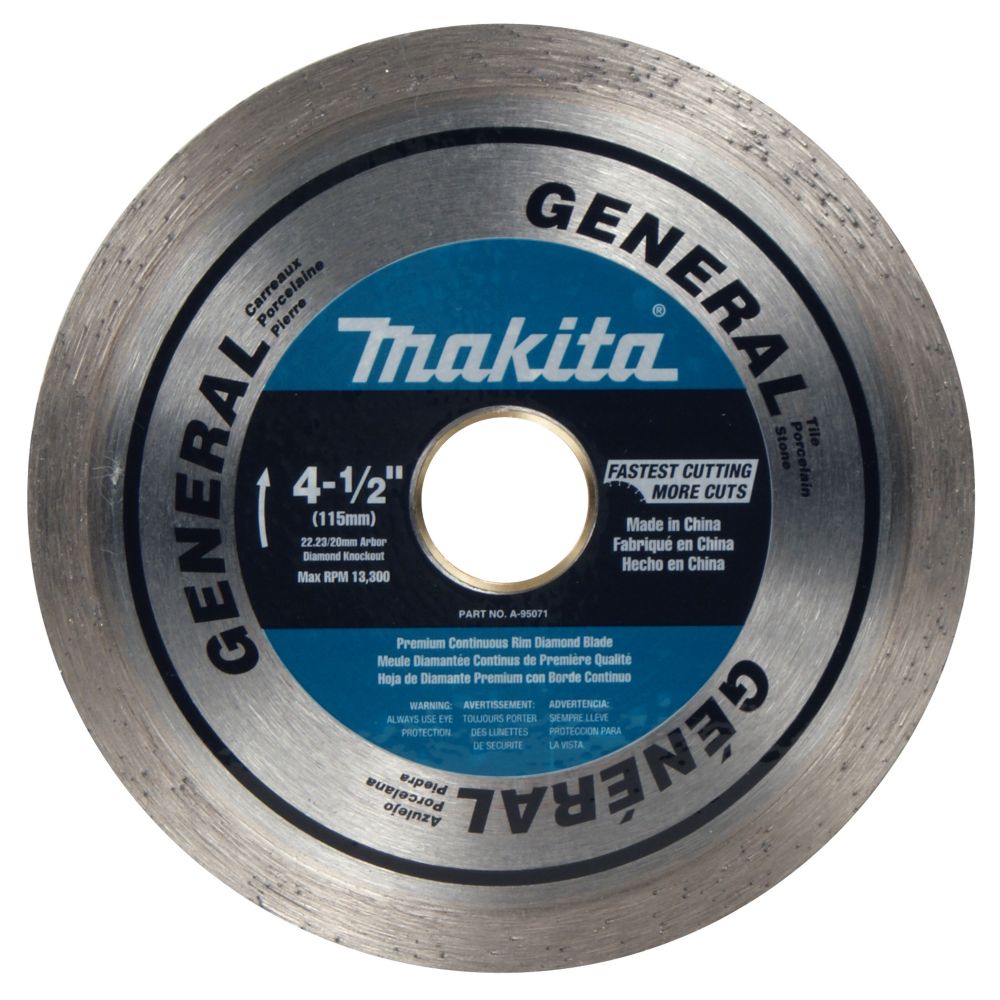 GENERAL
Tile
Porcelain
Stone
GENERAL
Carreaux
Porcelaine
Pierre
GÉNÉRAL
Azulejo
Porcelana
Piedra
Makita®
4-1/2"
(115mm)
22.23/20mm Arbor
Diamond Knockout
Max RPM 13,300
FASTEST CUTTING
MORE CUTS
Made in China
Fabriqué en China
Hecho en China
PART NO. A-95071
Premium Continuous Rim Diamond Blade
Meule Diamantée Continus de Première Qualité
Hoja de Diamante Premium con Borde Continuo
WARNING:
ALWAYS USE EYE
PROTECTION.
AVERTISSEMENT:
TOUJOURS PORTER
DES LUNETTES
DE SECURITE
ADVERTENCIA:
SIEMPRE LLEVE
PROTECCION PARA
LA VISTA.